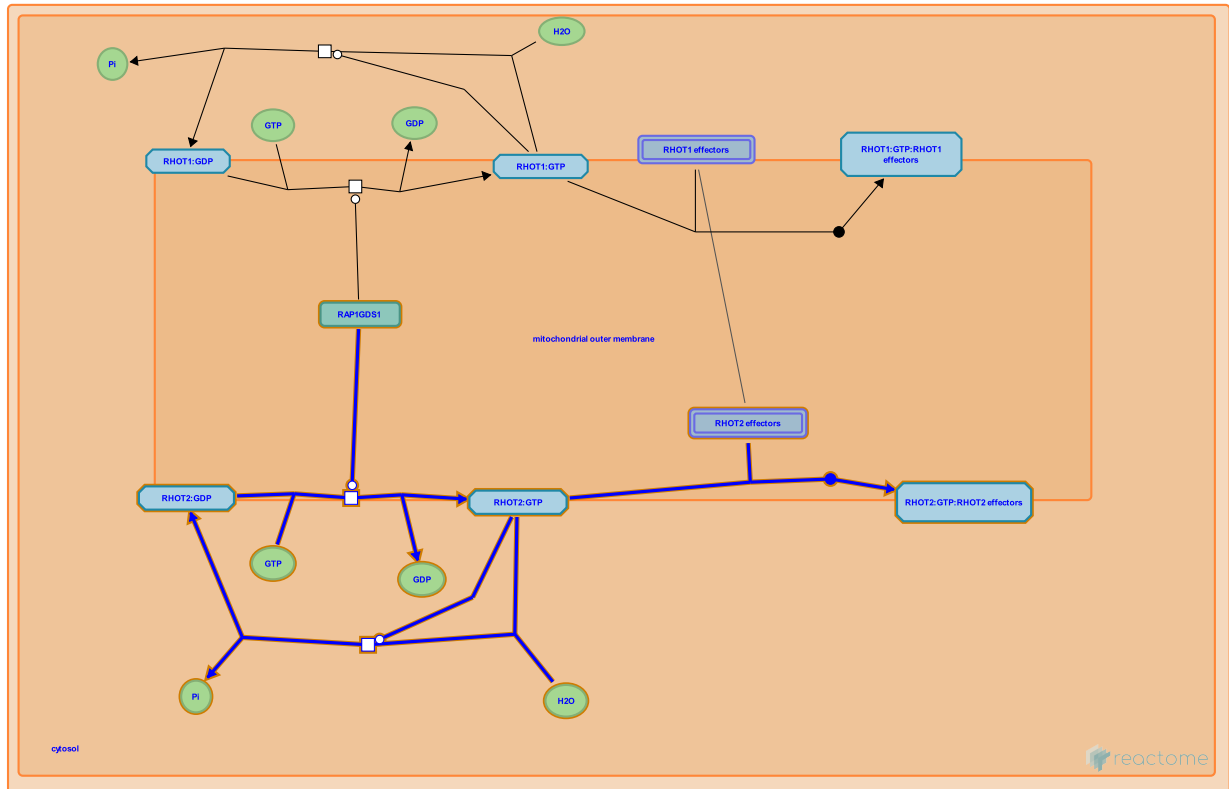 H2O
Pi
GTP
GDP
RHOT1:GDP
RHOT1:GTP
RHOT1 effectors
RHOT1:GTP:RHOT1
effectors
RAP1GDS1
mitochondrial outer membrane
RHOT2 effectors
RHOT2:GDP
RHOT2:GTP
RHOT2:GTP:RHOT2 effectors
GTP
GDP
Pi
H2O
cytosol
reactome